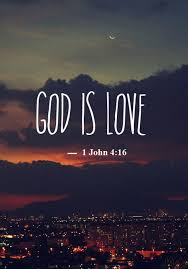 GOD IS LOVE
— 1 John 4:16